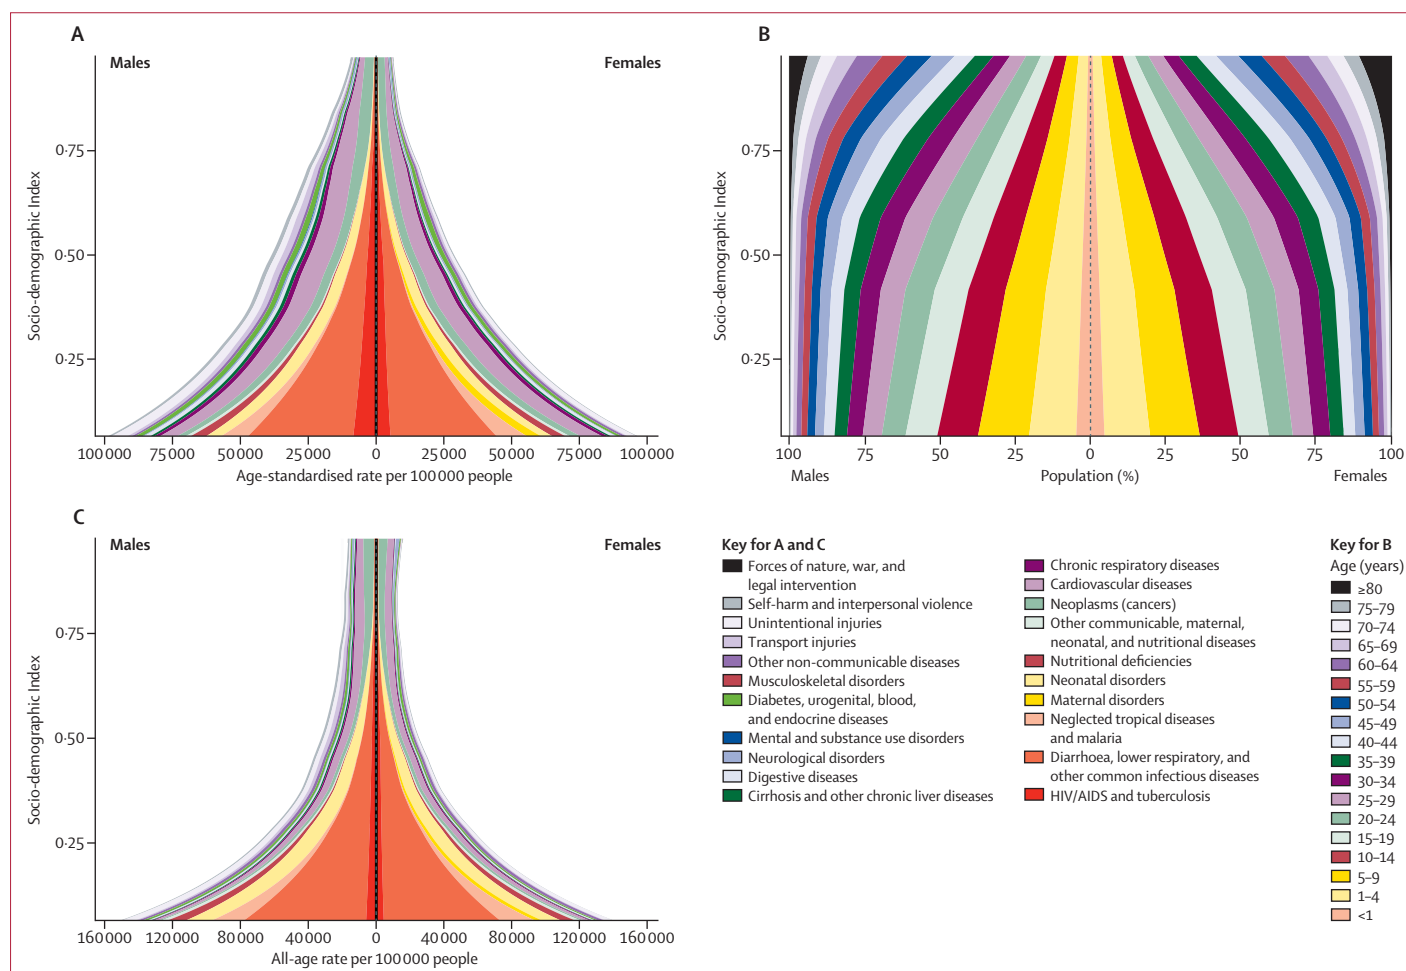 A
Males
Females
Socio-demographic Index
0·75
0·50
0·25
100 000 75 000 50 000 25 000 0 25 000 50 000 75 000 100 000
Age-standardised rate per 100 000 people
B
Socio-demographic Index
0·75
0·50
0·25
100 75 50 25 0 25 50 75 100
Males Population (%) Females
C
Males
Females
Socio-demographic Index
0·75
0·50
0·25
160 000 120 000 80 000 40 000 0 40 000 80 000 120 000 160 000
All-age rate per 100 000 people
Key for A and C
Forces of nature, war, and
legal intervention
Self-harm and interpersonal violence
Unintentional injuries
Transport injuries
Other non-communicable diseases
Musculoskeletal disorders
Diabetes, urogenital, blood,
and endocrine diseases
Mental and substance use disorders
Neurological disorders
Digestive diseases
Cirrhosis and other chronic liver diseases
Chronic respiratory diseases
Cardiovascular diseases
Neoplasms (cancers)
Other communicable, maternal,
neonatal, and nutritional diseases
Nutritional deficiencies
Neonatal disorders
Maternal disorders
Neglected tropical diseases
and malaria
Diarrhoea, lower respiratory, and
other common infectious diseases
HIV/AIDS and tuberculosis
Key for B
Age (years)
≥80
75–79
70–74
65–69
60–64
55–59
50–54
45–49
40–44
35–39
30–34
25–29
20–24
15–19
10–14
5–9
1–4
<1